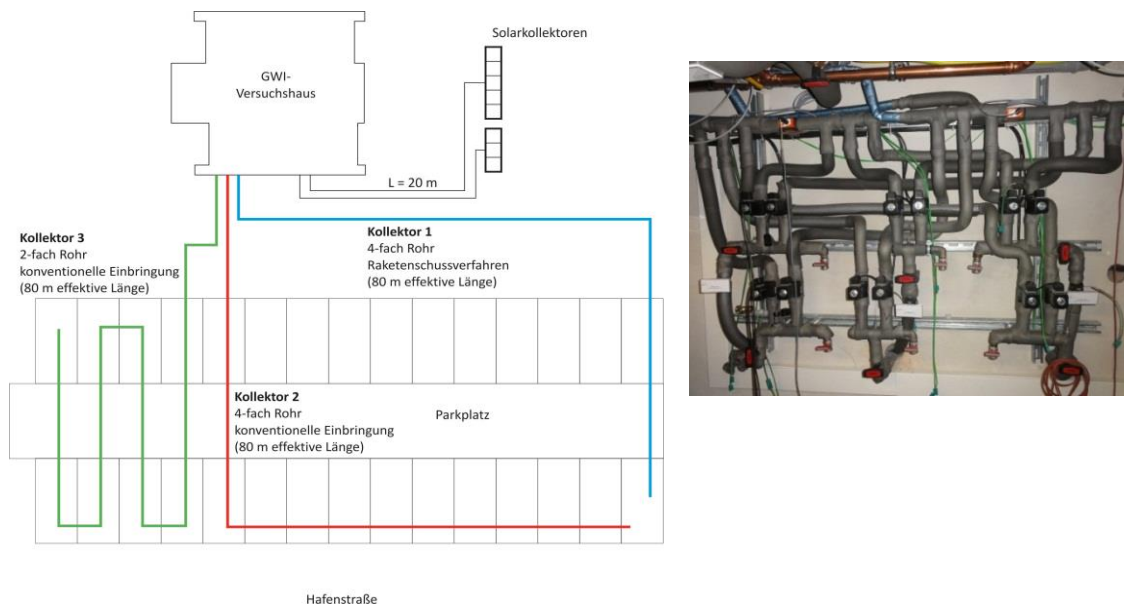 Solarkollektoren
GWI-
Versuchshaus
L = 20 m
Kollektor 3
2-fach Rohr
konventionelle Einbringung
(80 m effektive Länge)
Kollektor 1
4-fach Rohr
Raketenschussverfahren
(80 m effektive Länge)
Kollektor 2
4-fach Rohr
konventionelle Einbringung
(80 m effektive Länge)
Parkplatz
Hafenstraße